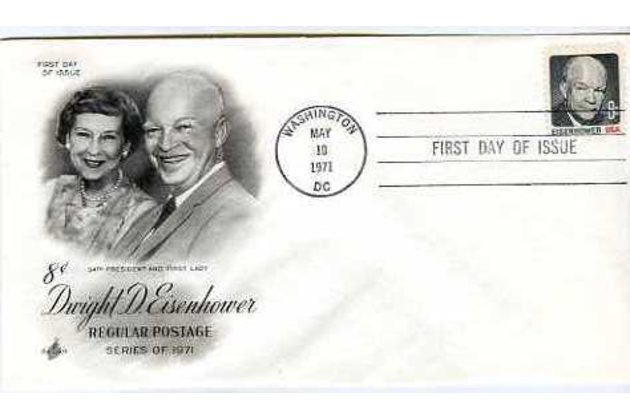 FIRST DAY
OF ISSUE
8¢
34TH PRESIDENT AND FIRST LADY
Dwight D. Eisenhower
REGULAR POSTAGE
SERIES OF 1971
WASHINGTON
MAY
10
1971
DC
8
EISENHOWER USA
FIRST DAY OF ISSUE